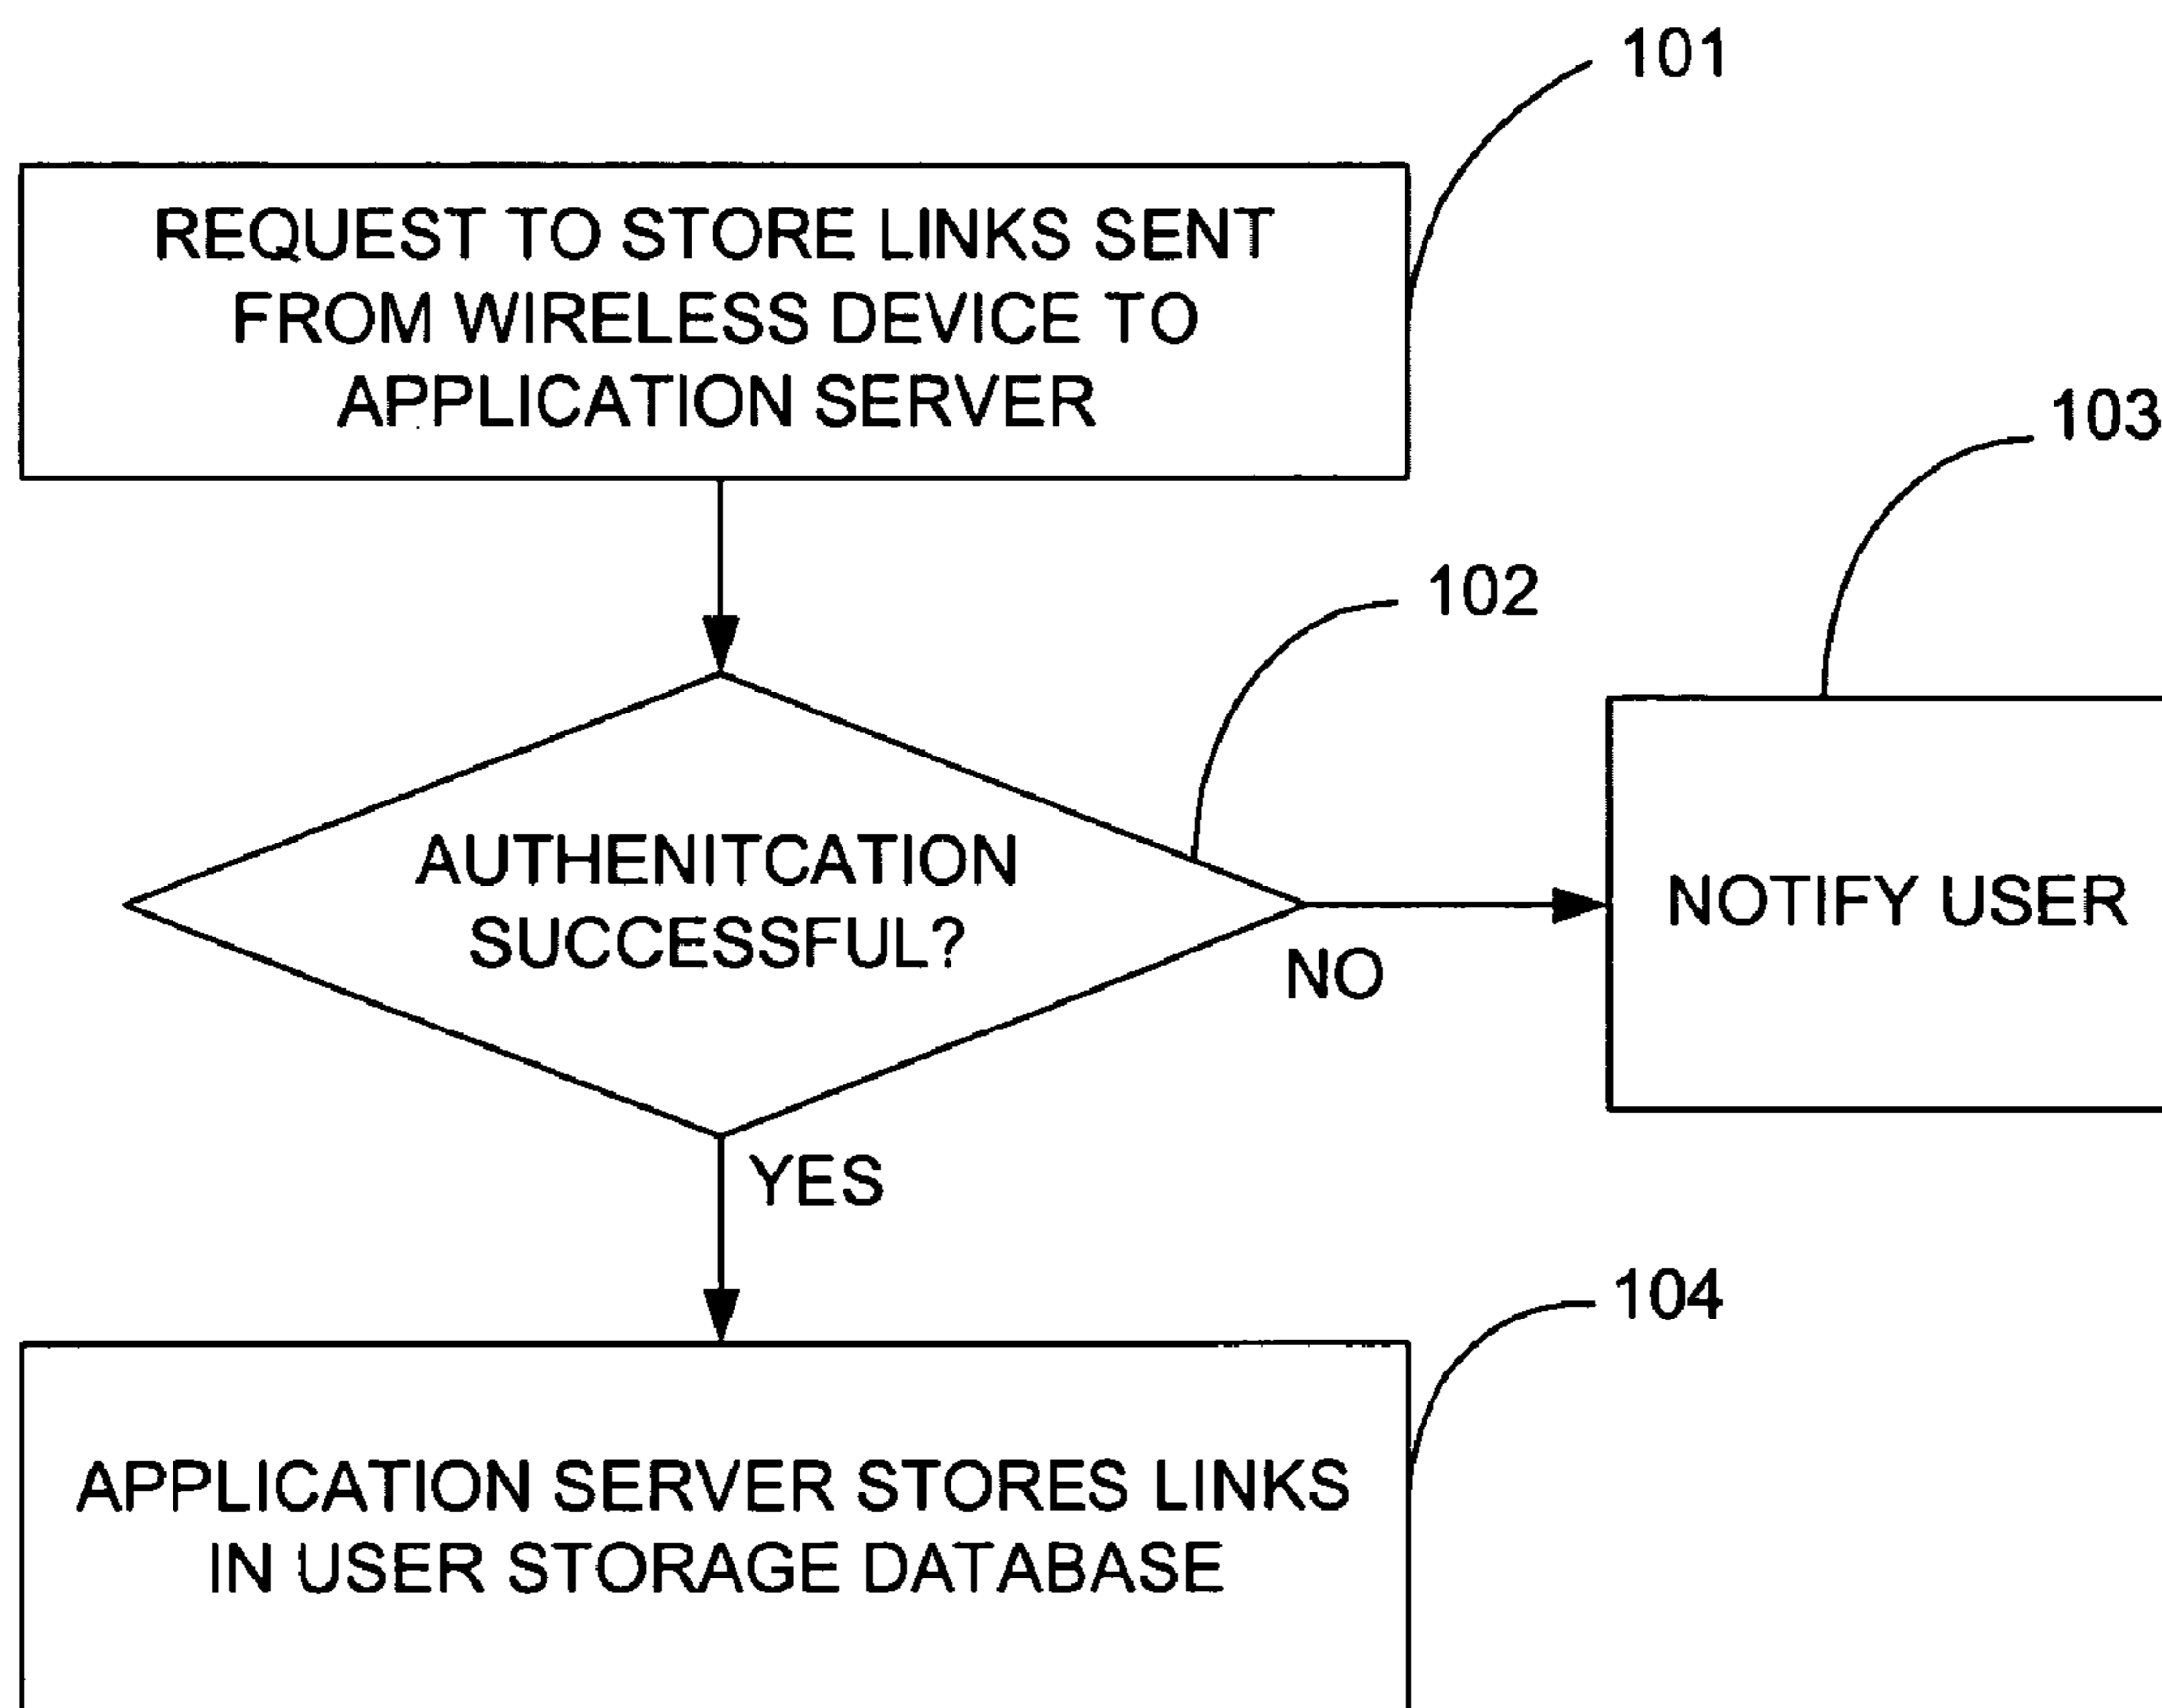 101
REQUEST TO STORE LINKS SENT
FROM WIRELESS DEVICE TO
APPLICATION SERVER
103
102
AUTHENITCATION
SUCCESSFUL?
NOTIFY USER
NO
YES
104
APPLICATION SERVER STORES LINKS
IN USER STORAGE DATABASE